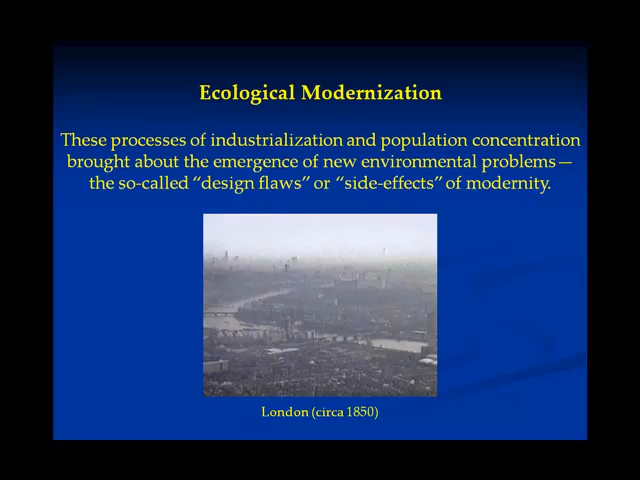 Ecological Modernization
These processes of industrialization and population concentration
brought about the emergence of new environmental problems—
the so-called “design flaws” or “side-effects” of modernity.
London (circa 1850)